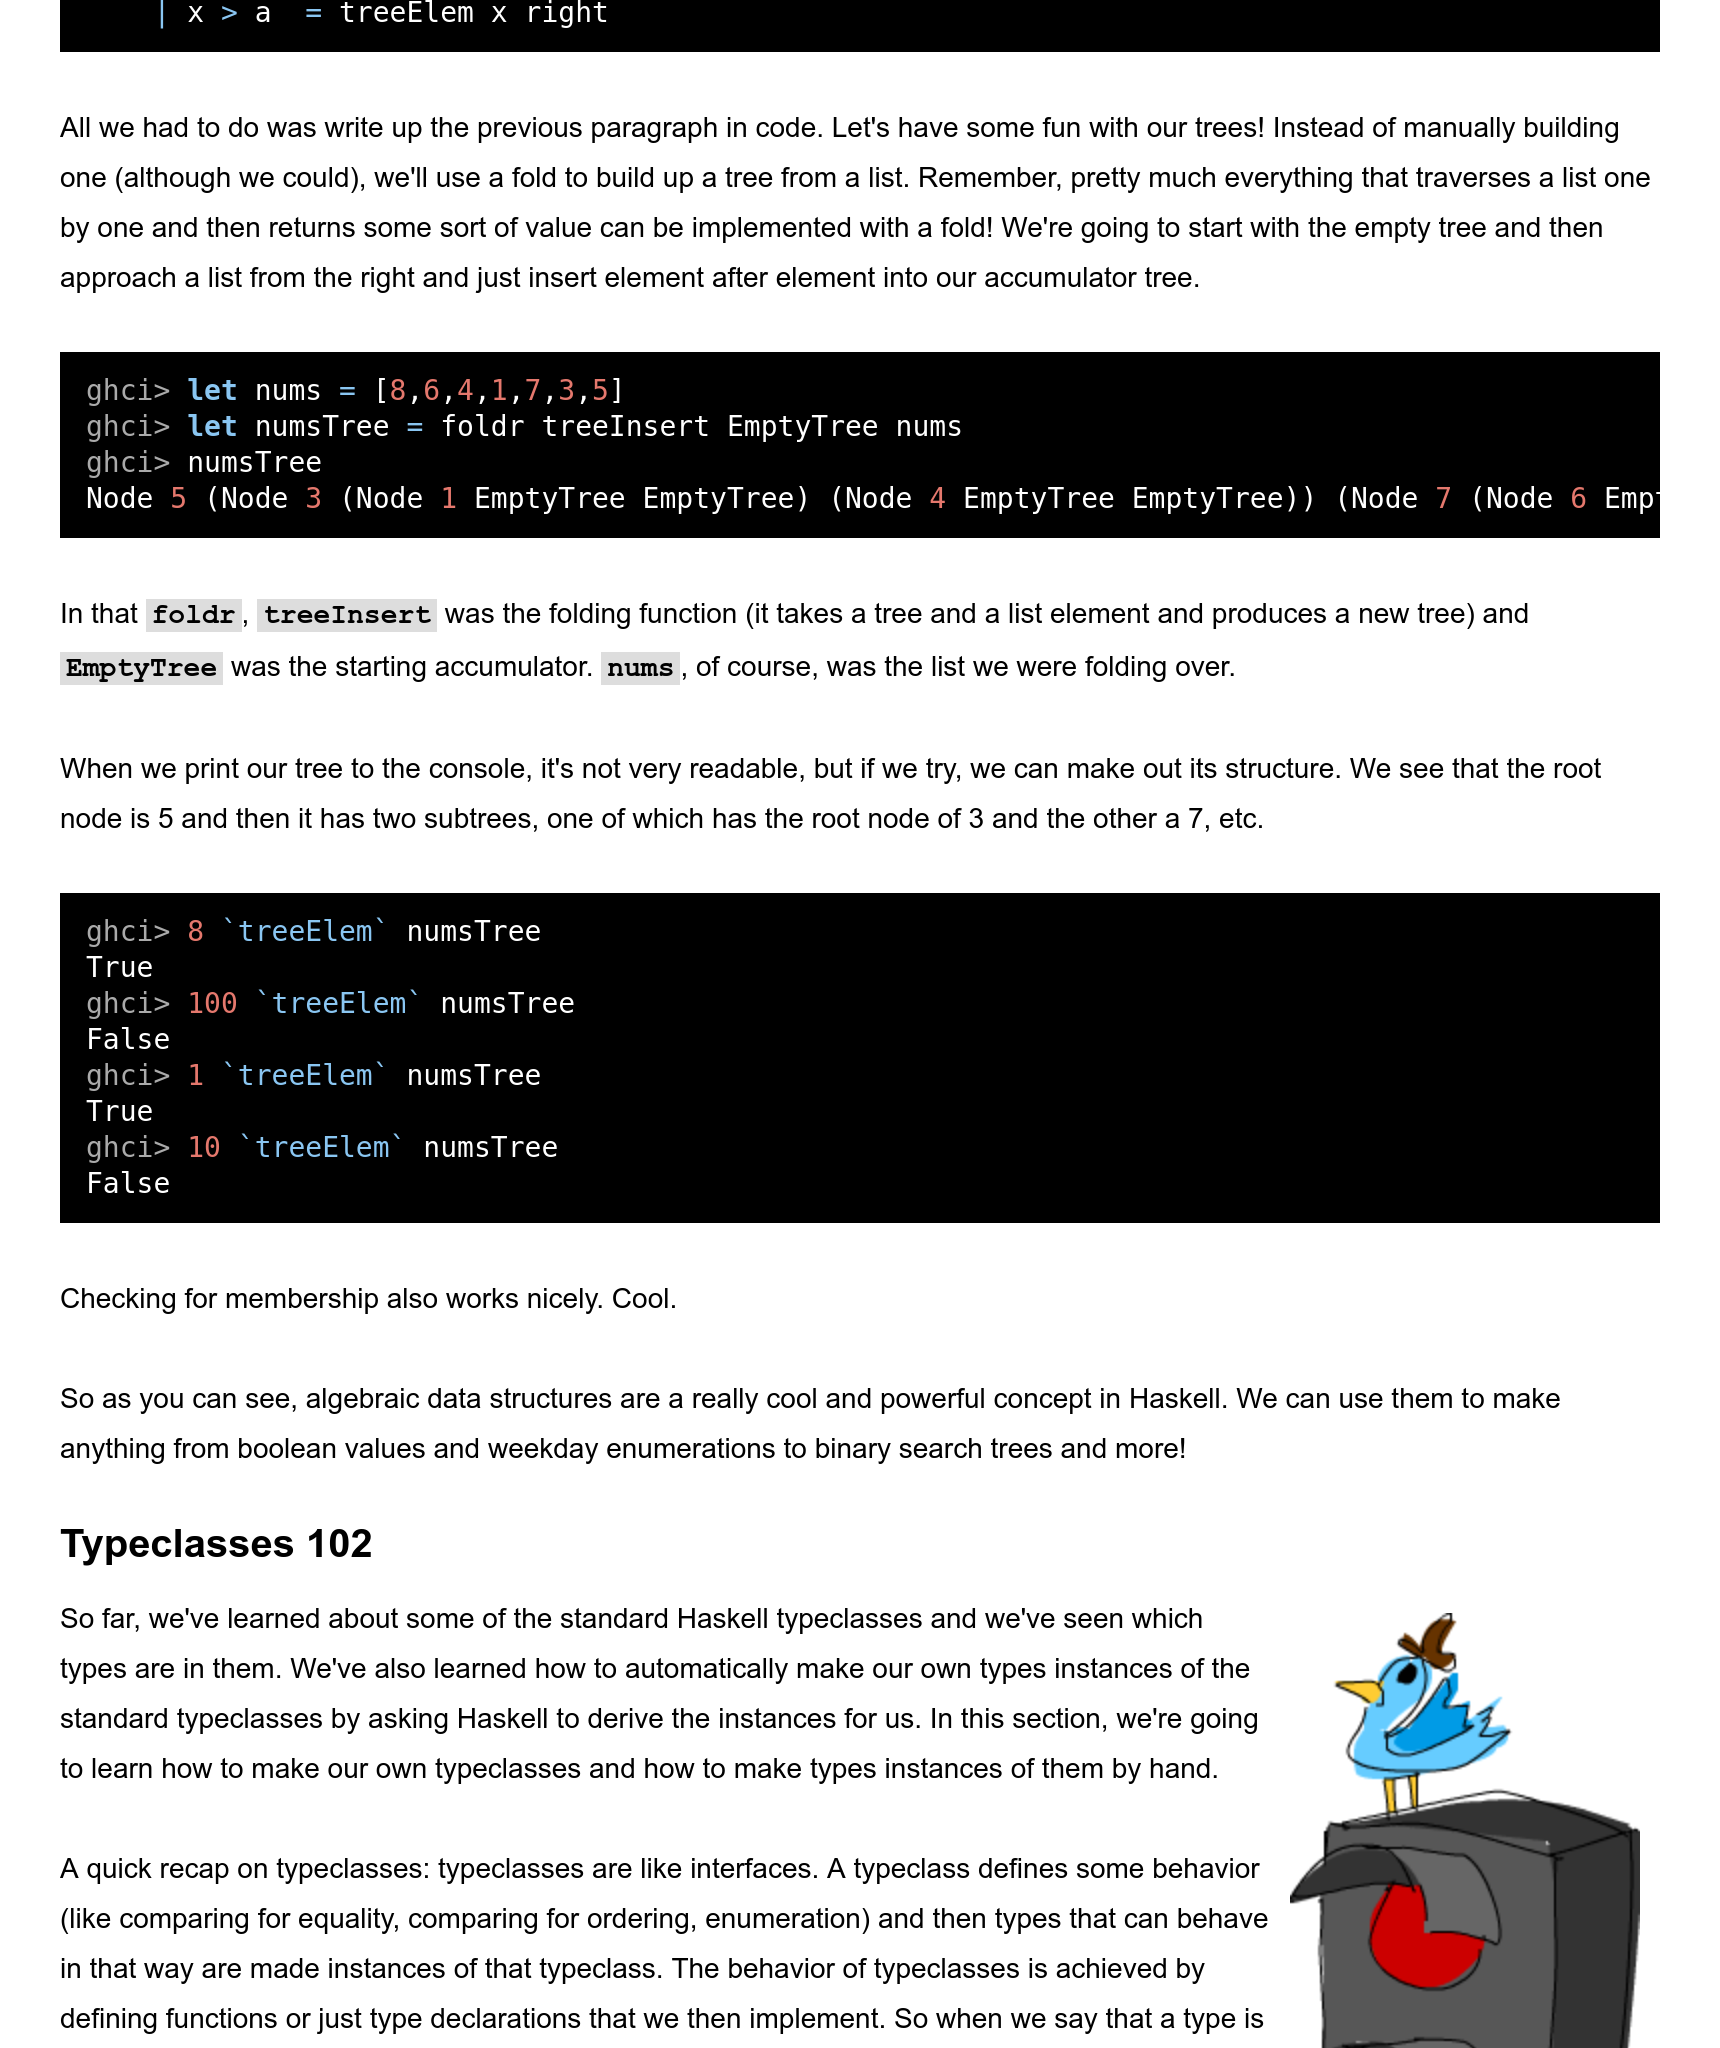 | x > a  = treeElem x right
All we had to do was write up the previous paragraph in code. Let's have some fun with our trees! Instead of manually building
one (although we could), we'll use a fold to build up a tree from a list. Remember, pretty much everything that traverses a list one
by one and then returns some sort of value can be implemented with a fold! We're going to start with the empty tree and then
approach a list from the right and just insert element after element into our accumulator tree.
ghci> let nums = [8,6,4,1,7,3,5]
ghci> let numsTree = foldr treeInsert EmptyTree nums
ghci> numsTree
Node 5 (Node 3 (Node 1 EmptyTree EmptyTree) (Node 4 EmptyTree EmptyTree)) (Node 7 (Node 6 Emp
In that foldr, treeInsert was the folding function (it takes a tree and a list element and produces a new tree) and
EmptyTree was the starting accumulator. nums, of course, was the list we were folding over.
When we print our tree to the console, it's not very readable, but if we try, we can make out its structure. We see that the root
node is 5 and then it has two subtrees, one of which has the root node of 3 and the other a 7, etc.
ghci> 8 `treeElem` numsTree
True
ghci> 100 `treeElem` numsTree
False
ghci> 1 `treeElem` numsTree
True
ghci> 10 `treeElem` numsTree
False
Checking for membership also works nicely. Cool.
So as you can see, algebraic data structures are a really cool and powerful concept in Haskell. We can use them to make
anything from boolean values and weekday enumerations to binary search trees and more!
Typeclasses 102
So far, we've learned about some of the standard Haskell typeclasses and we've seen which
types are in them. We've also learned how to automatically make our own types instances of the
standard typeclasses by asking Haskell to derive the instances for us. In this section, we're going
to learn how to make our own typeclasses and how to make types instances of them by hand.
A quick recap on typeclasses: typeclasses are like interfaces. A typeclass defines some behavior
(like comparing for equality, comparing for ordering, enumeration) and then types that can behave
in that way are made instances of that typeclass. The behavior of typeclasses is achieved by
defining functions or just type declarations that we then implement. So when we say that a type is